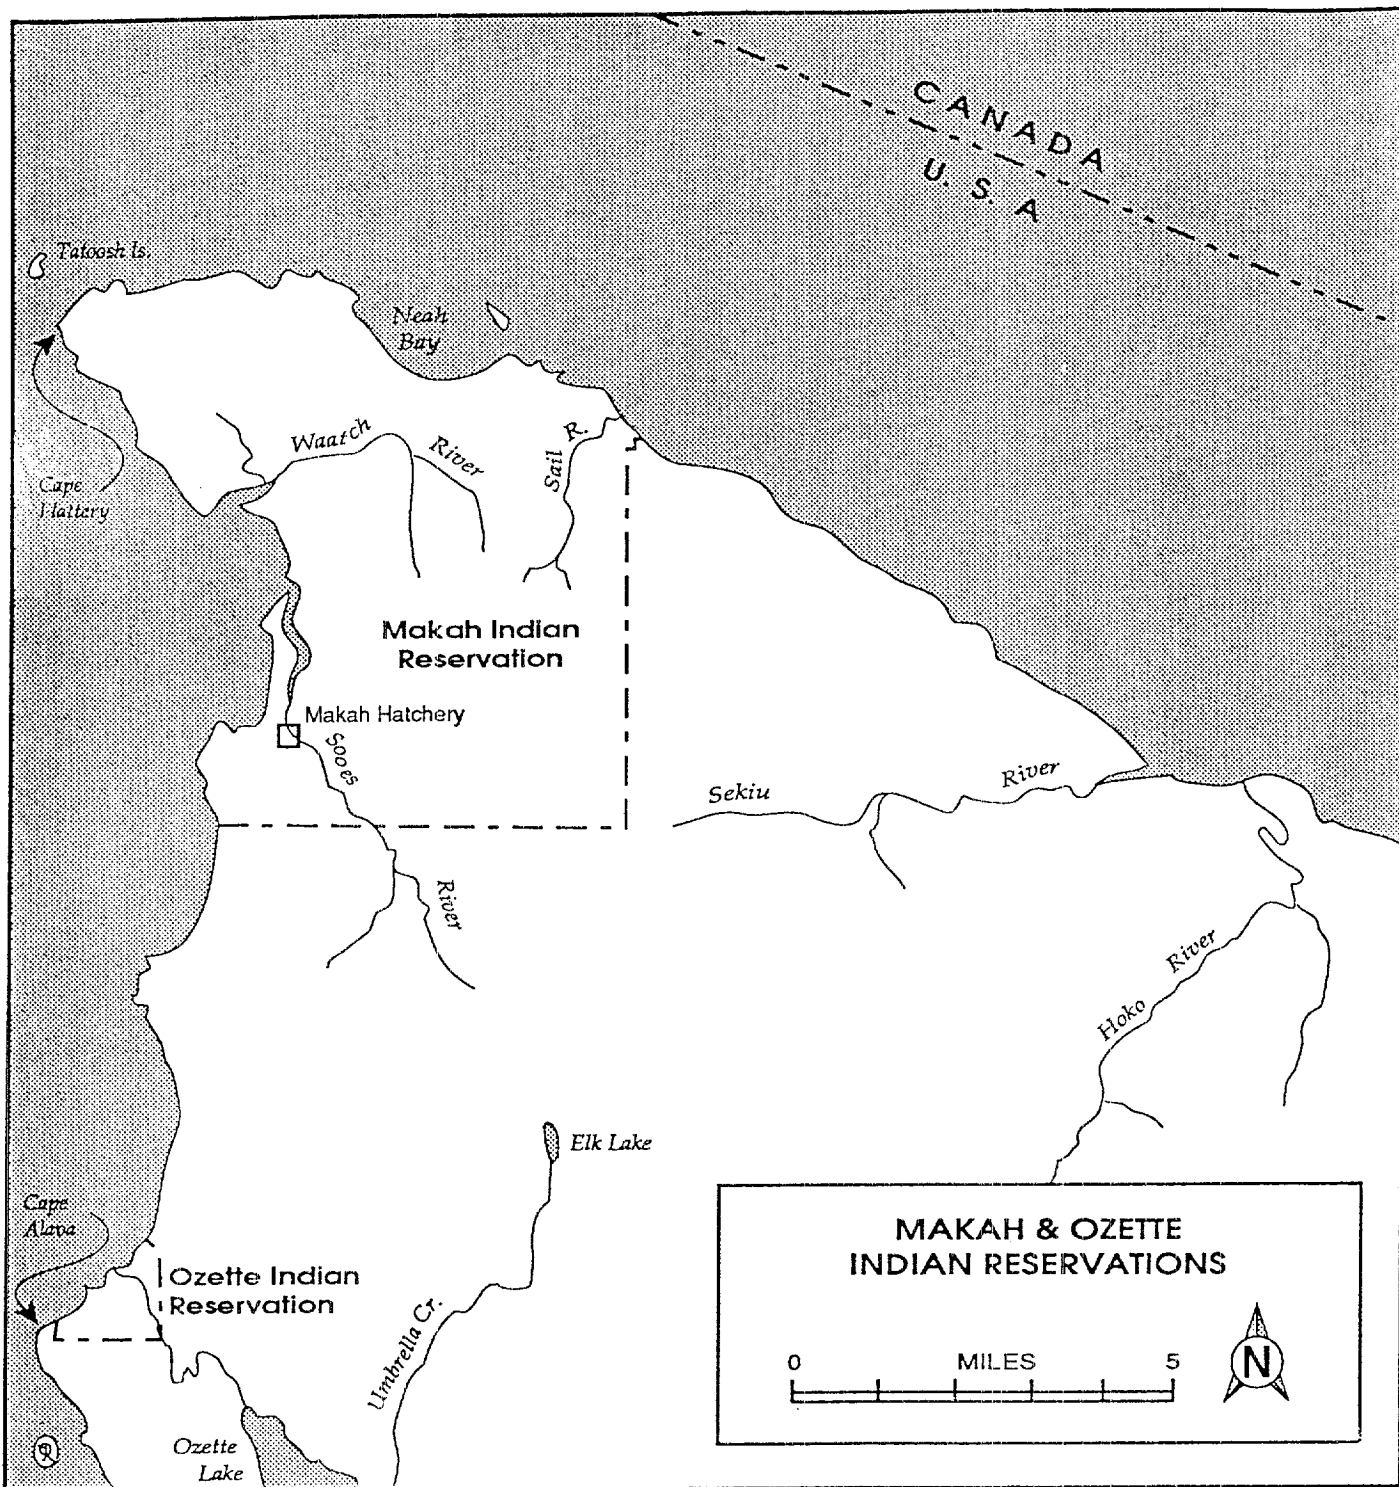 CANADA
U. S. A
Tatoosh Is.
Neah
Bay
Waatch
River
Sail R.
Cape
Flattery
Makah Indian
Reservation
Makah Hatchery
Sooes
River
Sekiu
River
Hoko
River
Elk Lake
Cape
Alava
Ozette Indian
Reservation
Umbrella Cr.
Ozette
Lake
MAKAH & OZETTE
INDIAN RESERVATIONS
0 MILES 5
N